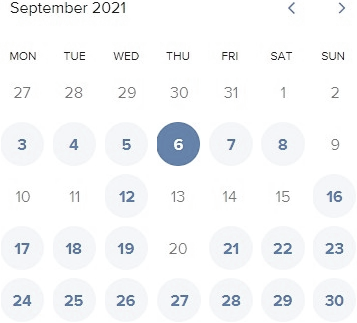 September 2021
MON TUE WED THU FRI SAT SUN
27 28 29 30 31 1 2
3 4 5 6 7 8 9
10 11 12 13 14 15 16
17 18 19 20 21 22 23
24 25 26 27 28 29 30